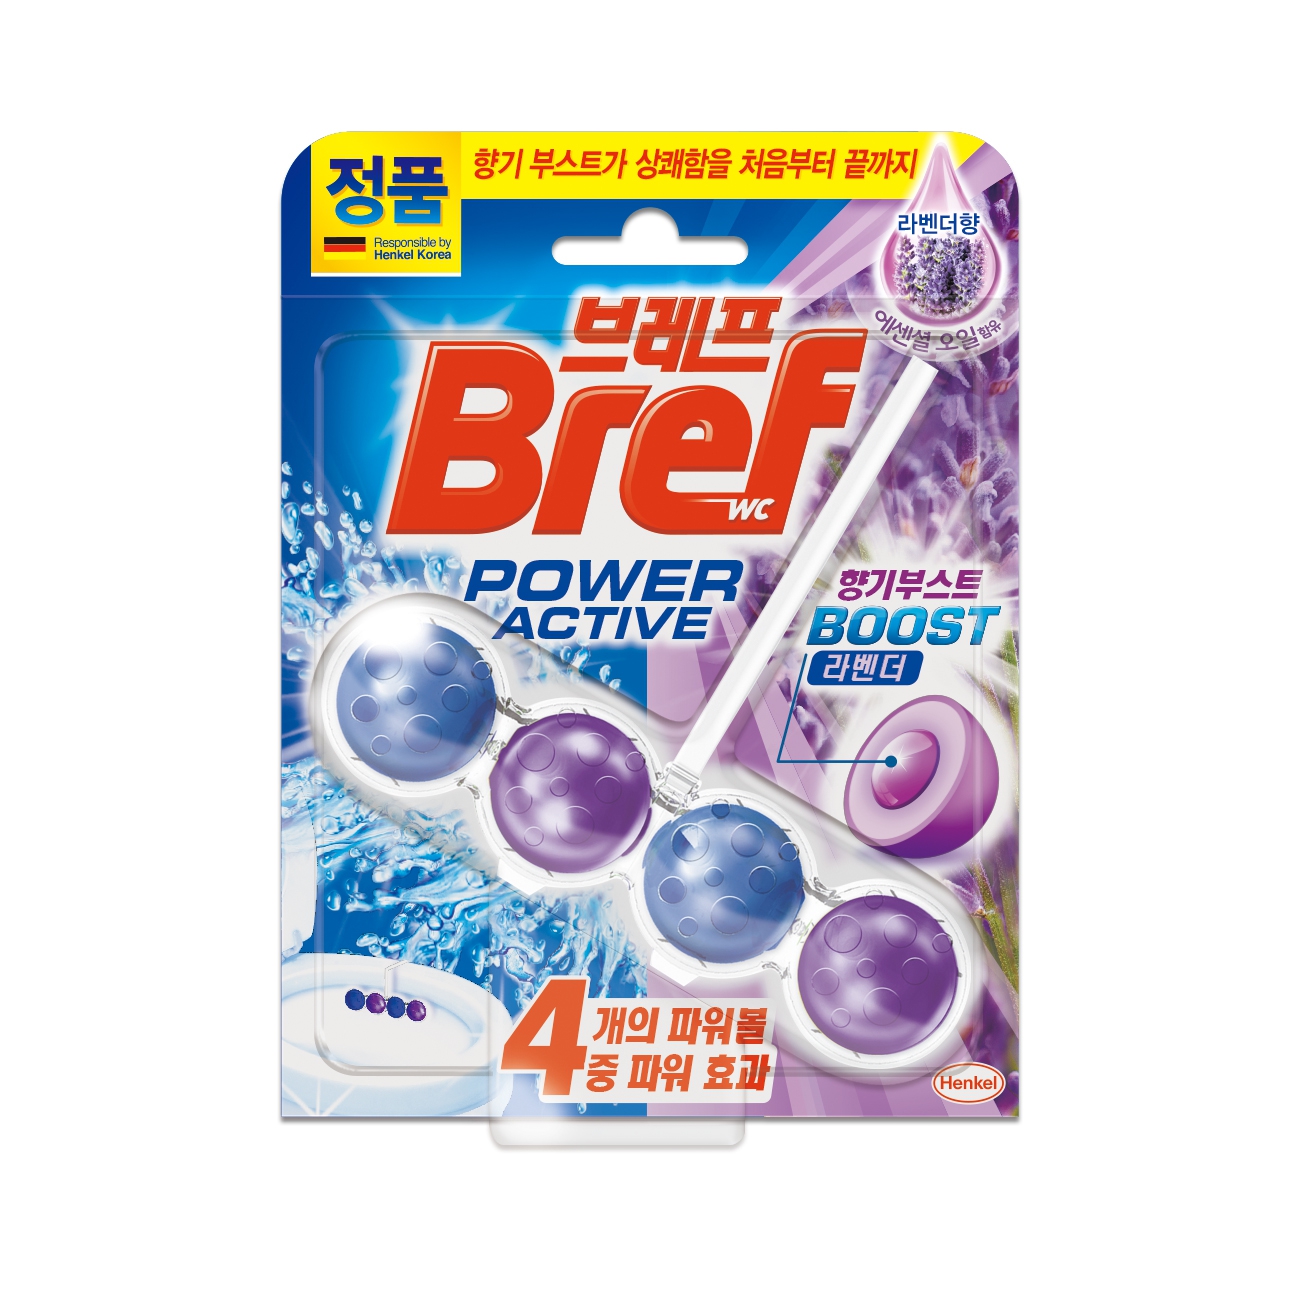 정품
Responsible by
Henkel Korea
향기 부스트가 상쾌함을 처음부터 끝까지
라벤더향
에센셜 오일 함유
브레프
Bref
WC
POWER
ACTIVE
향기부스트
BOOST
라벤더
4개의 파워볼
중 파워 효과
Henkel